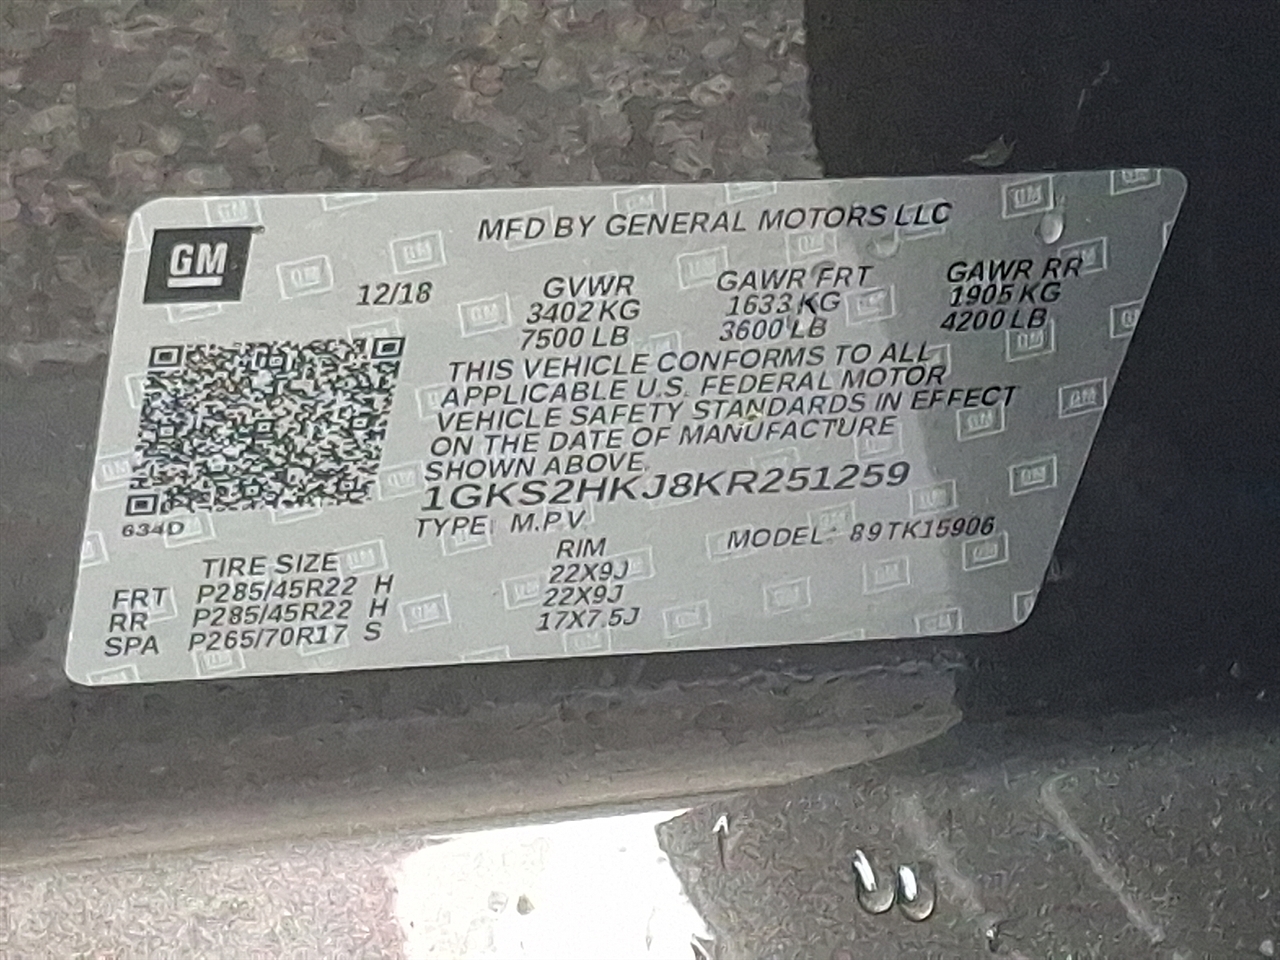 GM
MFD BY GENERAL MOTORS LLC
12/18
GVWR GAWR FRT GAWR RR
3402 KG 1633 KG 1905 KG
7500 LB 3600 LB 4200 LB
THIS VEHICLE CONFORMS TO ALL
APPLICABLE U.S. FEDERAL MOTOR
VEHICLE SAFETY STANDARDS IN EFFECT
ON THE DATE OF MANUFACTURE
SHOWN ABOVE.
1GKS2HKJ8KR251259
634D
TYPE: M.P.V. MODEL: 89TK15906
TIRE SIZE RIM
FRT P285/45R22 H 22X9J
RR P285/45R22 H 22X9J
SPA P265/70R17 S 17X7.5J